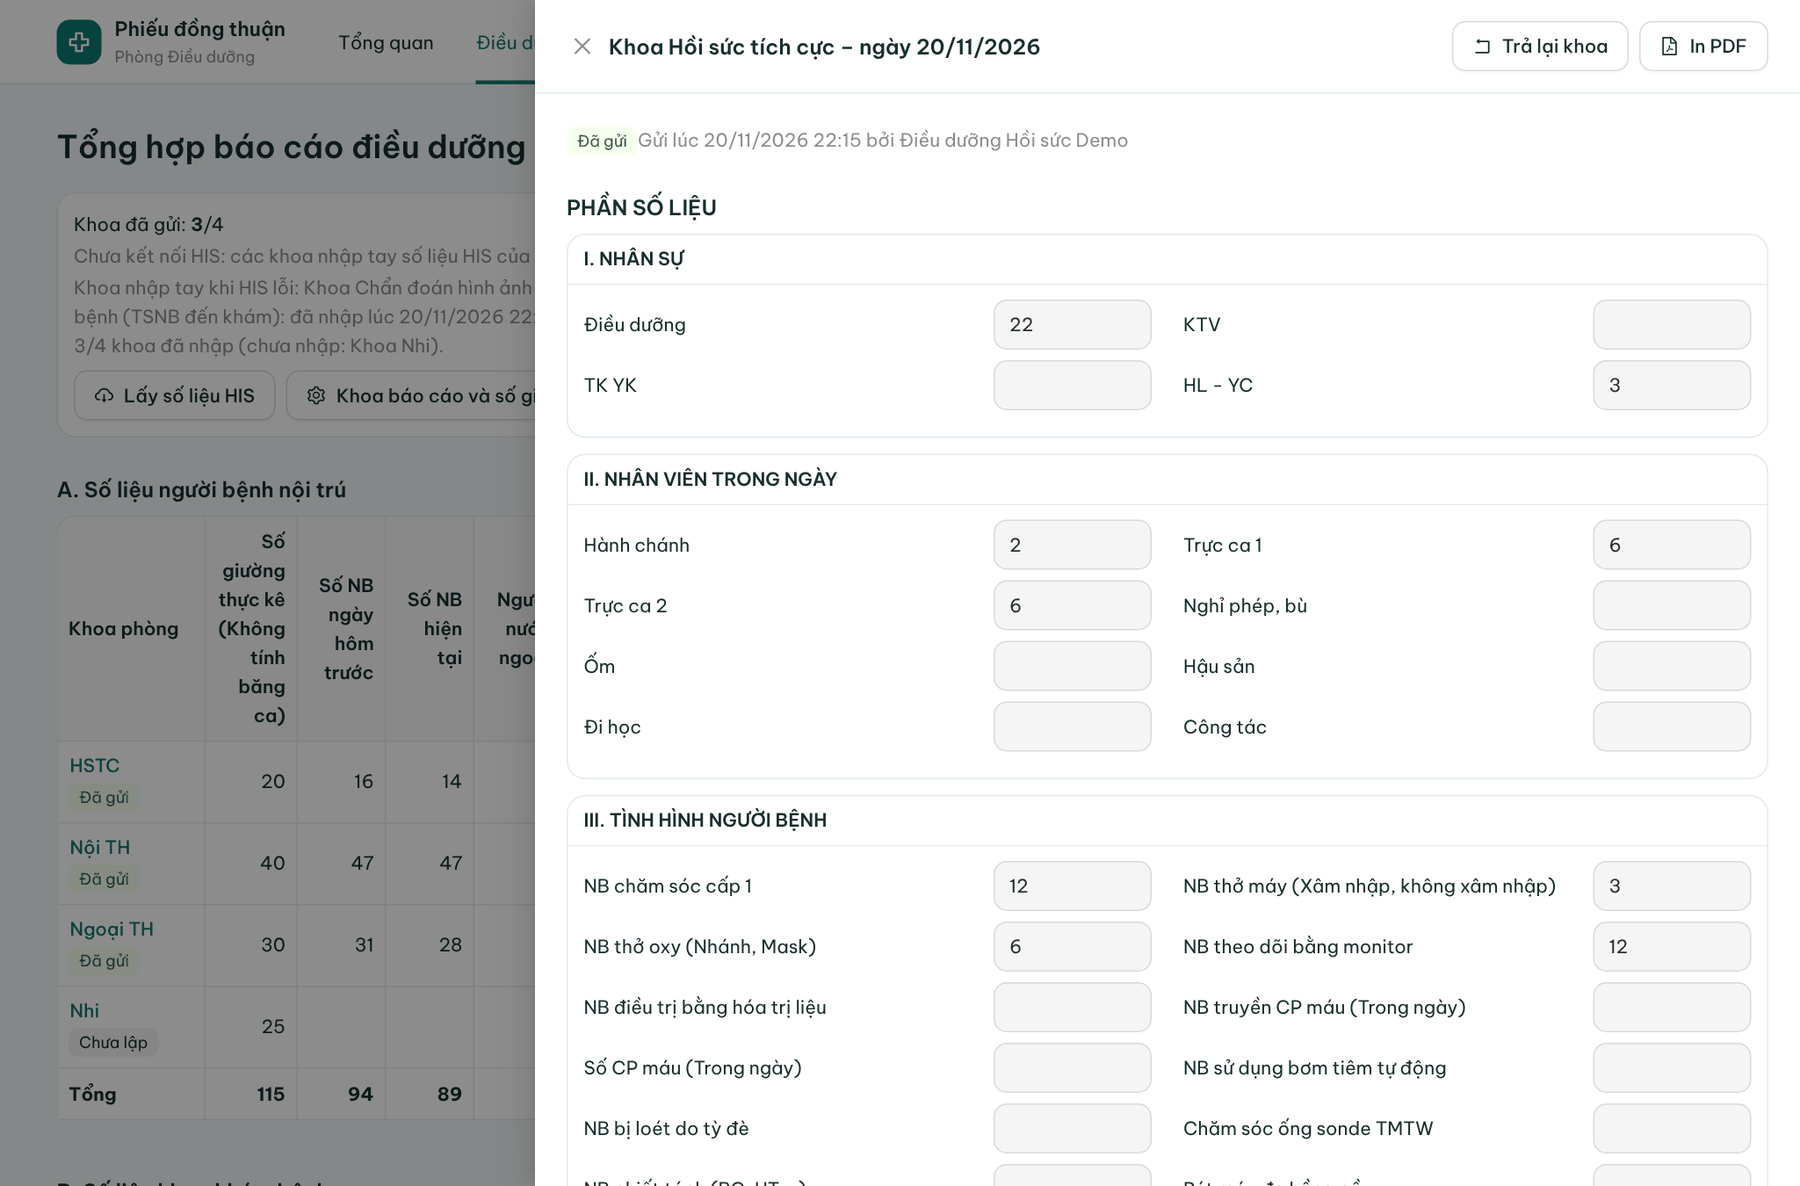 Phiếu đồng thuận
Phòng Điều dưỡng
Tổng quan
Điều
Tổng hợp báo cáo điều dưỡng
Khoa đã gửi: 3/4
Chưa kết nối HIS: các khoa nhập tay số liệu HIS của
Khoa nhập tay khi HIS lỗi: Khoa Chẩn đoán hình ảnh
bệnh (TSNB đến khám): đã nhập lúc 20/11/2026 22:
3/4 khoa đã nhập (chưa nhập: Khoa Nhi).
Lấy số liệu HIS
Khoa báo cáo và số
A. Số liệu người bệnh nội trú
Khoa phòng
Số
giường
thực kê
(Không
tính
băng
ca)
Số NB
ngày
hôm
trước
Số NB
hiện
tại
HSTC
Đã gửi
20 16 14
Nội TH
Đã gửi
40 47 47
Ngoại TH
Đã gửi
30 31 28
Nhi
Chưa lập
25
Tổng 115 94 89
Khoa Hồi sức tích cực – ngày 20/11/2026
Trả lại khoa
In PDF
Đã gửi Gửi lúc 20/11/2026 22:15 bởi Điều dưỡng Hồi sức Demo
PHẦN SỐ LIỆU
I. NHÂN SỰ
Điều dưỡng 22 KTV
TK YK HL - YC 3
II. NHÂN VIÊN TRONG NGÀY
Hành chánh 2 Trực ca 1 6
Trực ca 2 6 Nghỉ phép, bù
Ốm Hậu sản
Đi học Công tác
III. TÌNH HÌNH NGƯỜI BỆNH
NB chăm sóc cấp 1 12 NB thở máy (Xâm nhập, không xâm nhập) 3
NB thở oxy (Nhánh, Mask) 6 NB theo dõi bằng monitor 12
NB điều trị bằng hóa trị liệu NB truyền CP máu (Trong ngày)
Số CP máu (Trong ngày) NB sử dụng bơm tiêm tự động
NB bị loét do tỳ đè Chăm sóc ống sonde TMTW